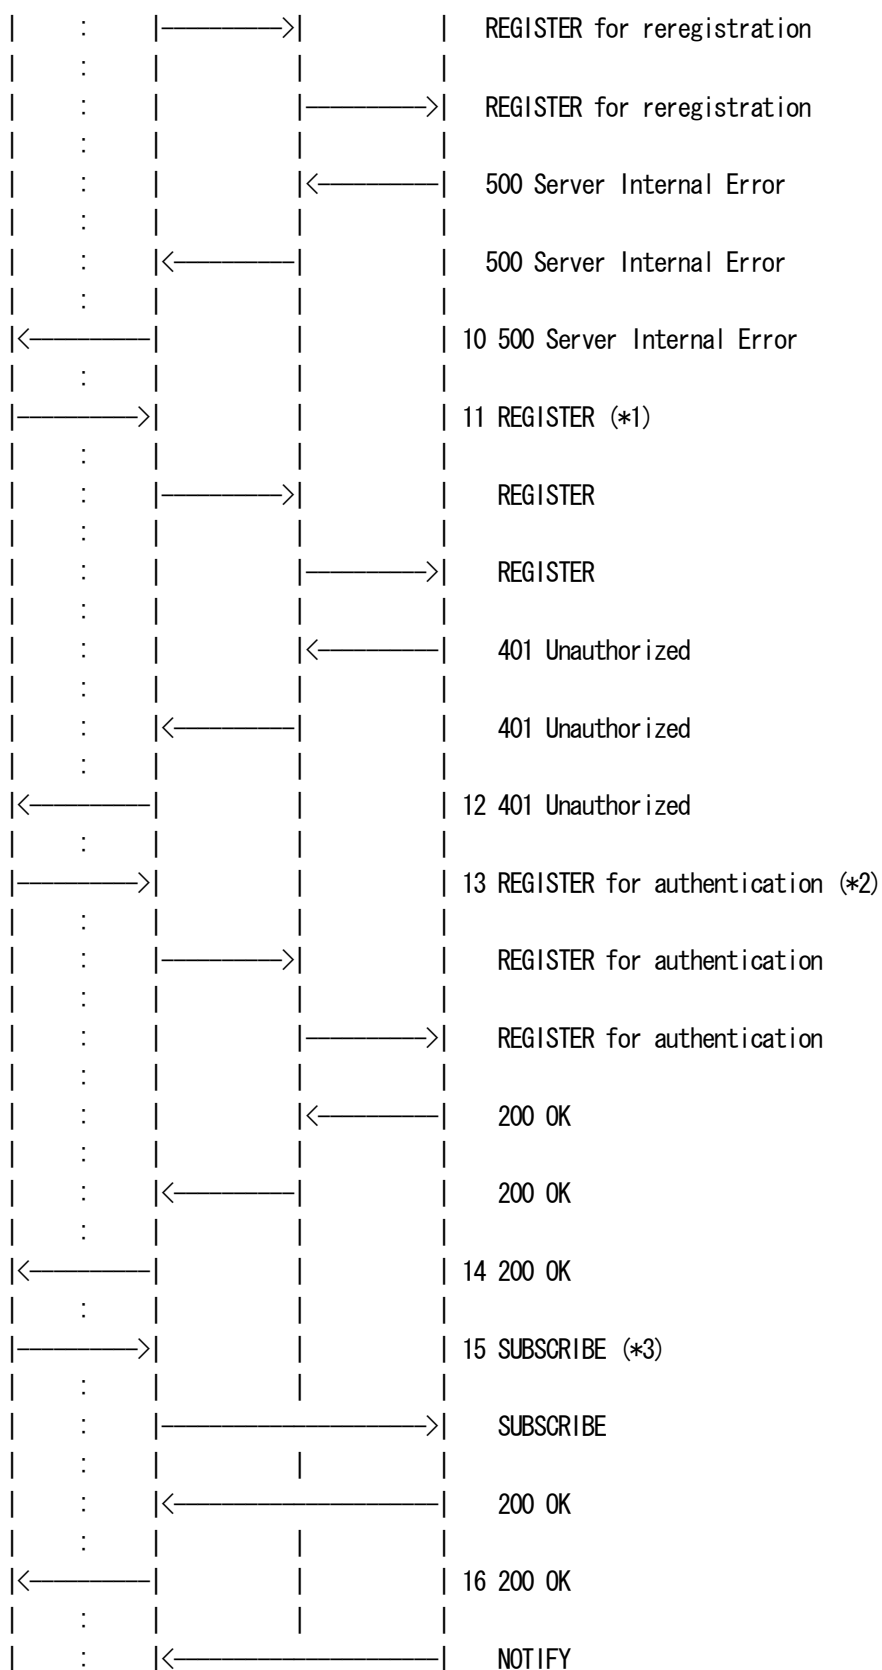 REGISTER for reregistration
REGISTER for reregistration
500 Server Internal Error
500 Server Internal Error
10 500 Server Internal Error
11 REGISTER (*1)
REGISTER
REGISTER
401 Unauthorized
401 Unauthorized
12 401 Unauthorized
13 REGISTER for authentication (*2)
REGISTER for authentication
REGISTER for authentication
200 OK
200 OK
14 200 OK
15 SUBSCRIBE (*3)
SUBSCRIBE
200 OK
16 200 OK
NOTIFY